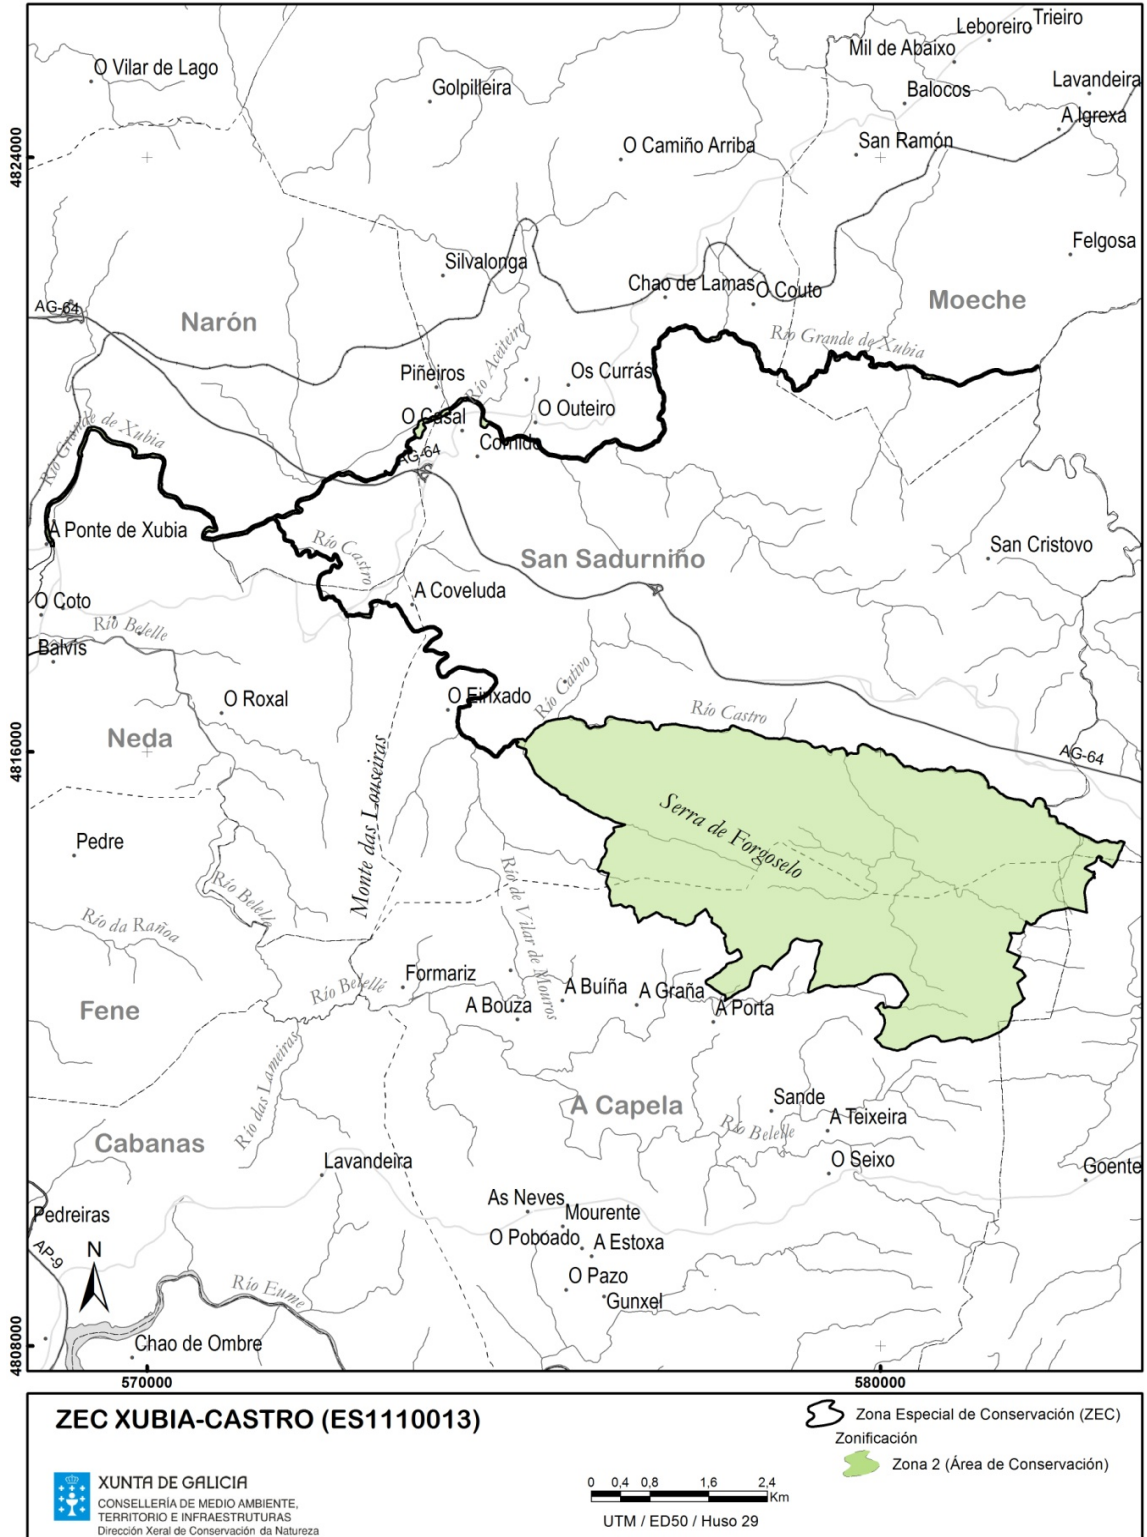 Trieiro
Leboreiro
Mil de Abaixo
O Vilar de Lago
Lavandeira
Golpilleira
Balocos
A Igrexa
O Camiño Arriba
San Ramón
4824000
Felgosa
Silvalonga
Chao de Lamas
O Couto
Moeche
AG-64
Narón
Río Grande de Xubia
Río Aceiteiro
Piñeiros
Os Currás
O Casal
O Outeiro
Río Grande de Xubia
Cornido
AG-64
A Ponte de Xubia
Río Castro
San Sadurniño
San Cristovo
A Coveluda
O Coto
Río Belelle
Balvís
Río Cativo
O Roxal
O Einxado
Río Castro
Neda
4816000
AG-64
Monte das Louseiras
Serra de Forgoselo
Pedre
Río Belelle
Río de Vilar de Mouros
Río da Rañoa
Formariz
Río Belelle
A Buíña
A Graña
A Bouza
A Porta
Fene
Río das Lameiras
A Capela
Sande
A Teixeira
Río Belelle
Cabanas
O Seixo
Lavandeira
Goente
As Neves
Mourente
Pedreiras
O Poboado
A Estoxa
AP-9
N
O Pazo
Río Eume
Gunxel
Chao de Ombre
4808000
570000
580000
ZEC XUBIA-CASTRO (ES1110013)
Zona Especial de Conservación (ZEC)
Zonificación
Zona 2 (Área de Conservación)
XUNTA DE GALICIA
CONSELLERÍA DE MEDIO AMBIENTE,
TERRITORIO E INFRAESTRUTURAS
Dirección Xeral de Conservación da Natureza
0 0,4 0,8 1,6 2,4
Km
UTM / ED50 / Huso 29